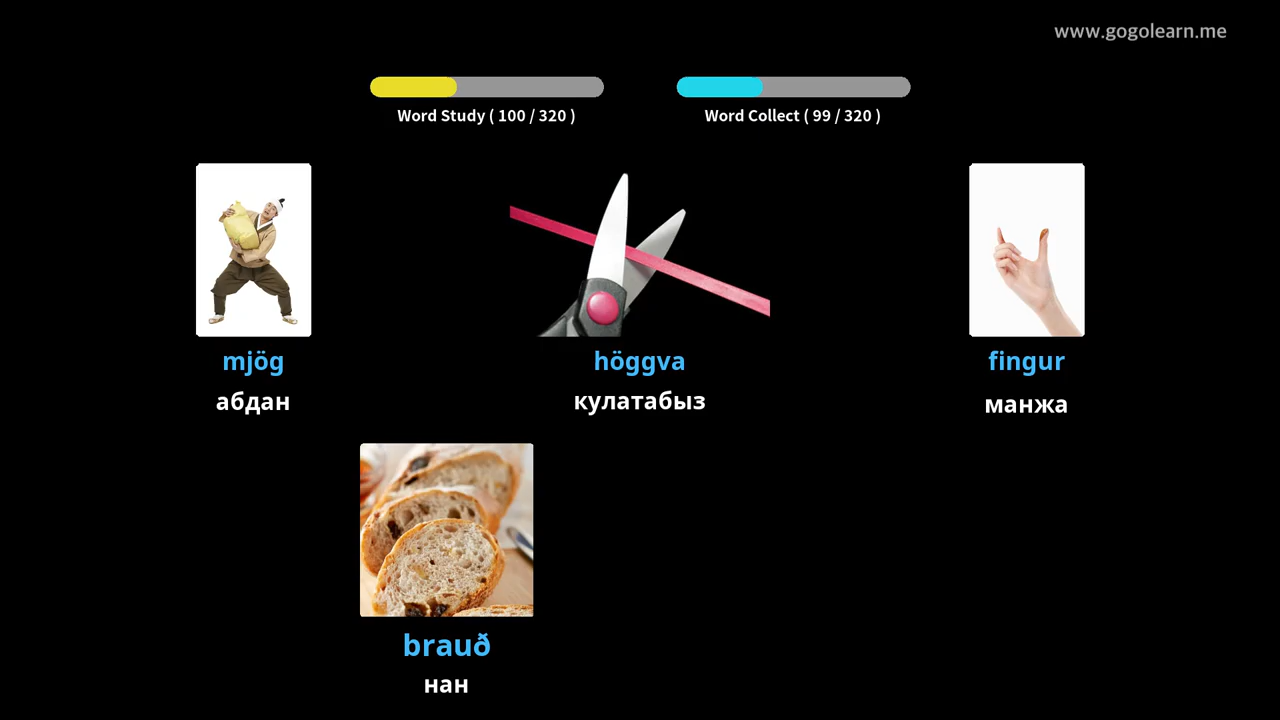 www.gogolearn.me
Word Study ( 100 / 320 )
Word Collect ( 99 / 320 )
mjög
höggva
fingur
абдан
кулатабыз
манжа
brauð
нан